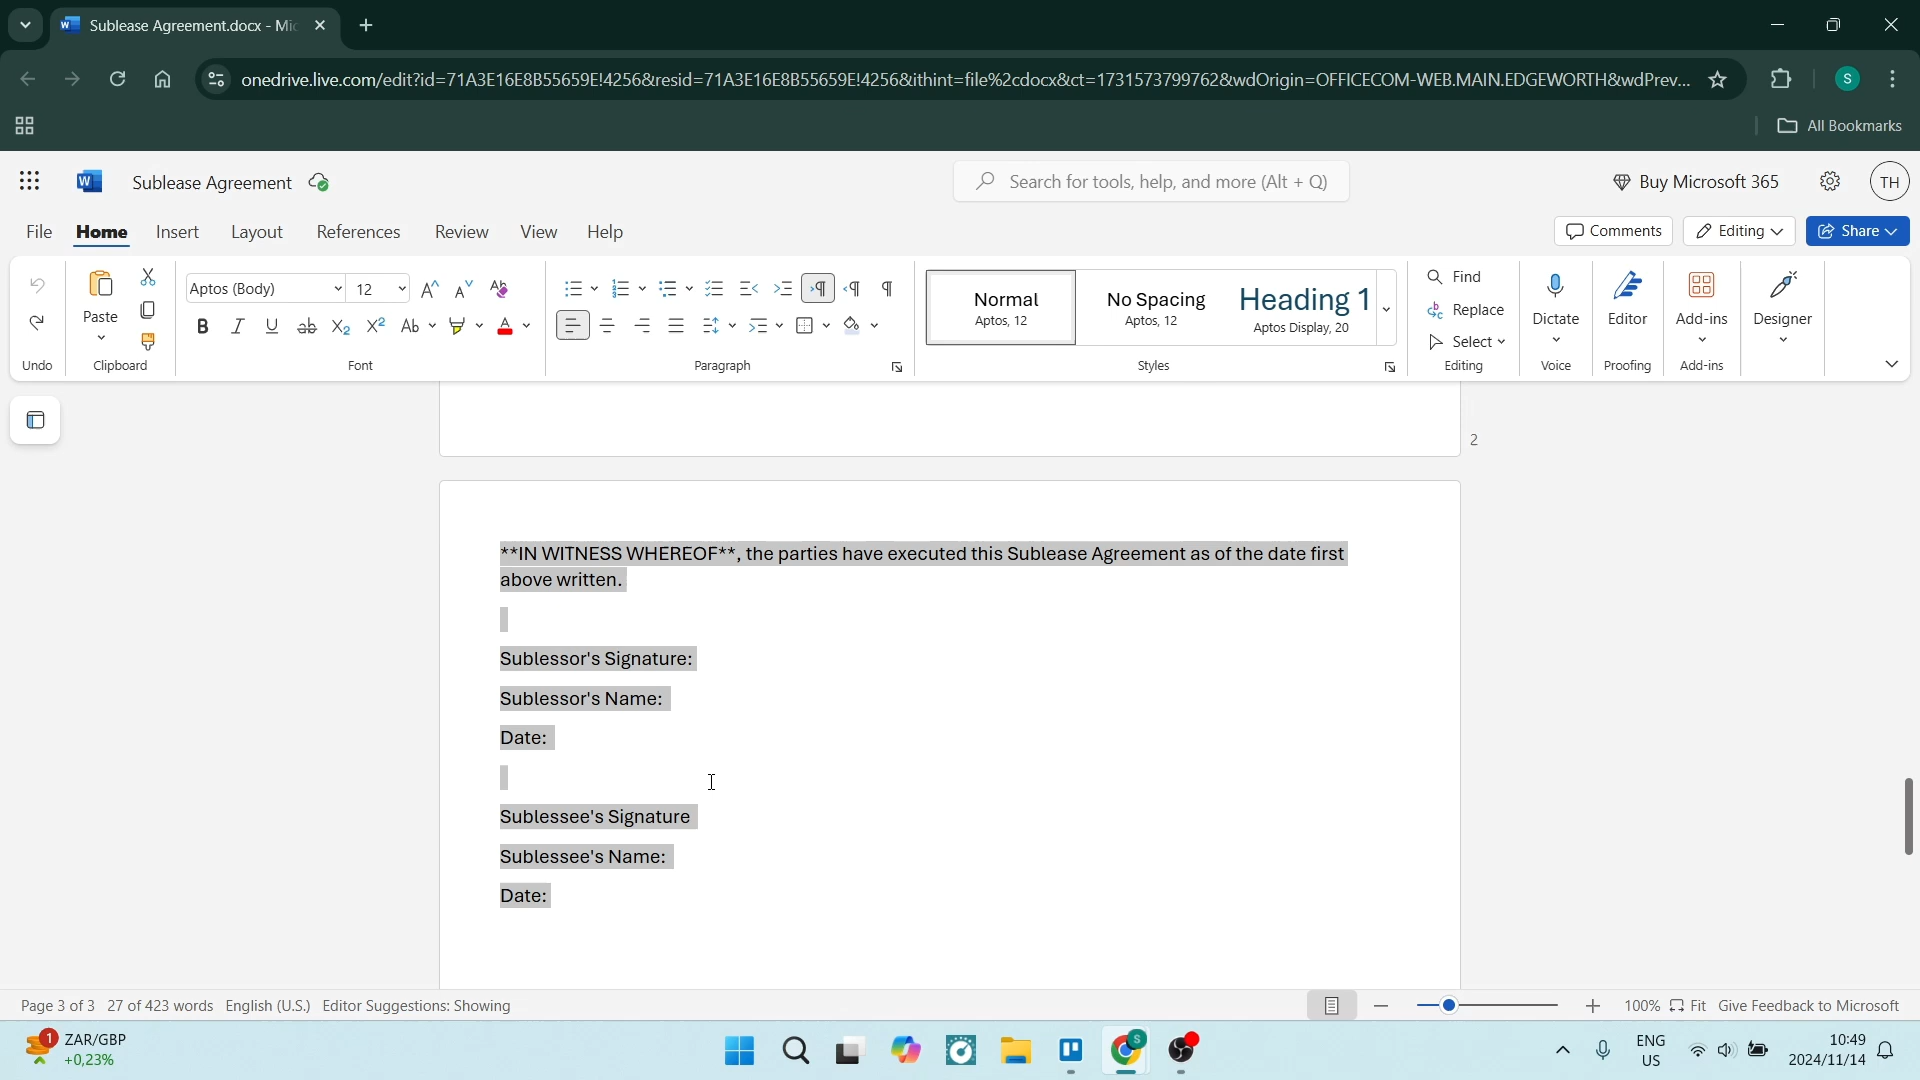 Sublease Agreement.docx - Mic
onedrive.live.com/edit?id=71A3E16E8B55659E!4256&resid=71A3E16E8B55659E!4256&ithint=file%2cdocx&ct=1731573799762&wdOrigin=OFFICECOM-WEB.MAIN.EDGEWORTH&wdPrev...
S
All Bookmarks
W Sublease Agreement
Search for tools, help, and more (Alt + Q)
Buy Microsoft 365
TH
File Home Insert Layout References Review View Help
Comments Editing Share
Paste
Aptos (Body) 12
Normal
Aptos, 12
No Spacing
Aptos, 12
Heading 1
Aptos Display, 20
Find
Replace
Select
Dictate
Editor
Add-ins
Designer
Undo Clipboard Font Paragraph Styles Editing Voice Proofing Add-ins
2
**IN WITNESS WHEREOF**, the parties have executed this Sublease Agreement as of the date first
above written.
Sublessor's Signature:
Sublessor's Name:
Date:
Sublessee's Signature
Sublessee's Name:
Date:
Page 3 of 3 27 of 423 words English (U.S.) Editor Suggestions: Showing
100% Fit Give Feedback to Microsoft
1
ZAR/GBP
+0,23%
ENG
US
10:49
2024/11/14